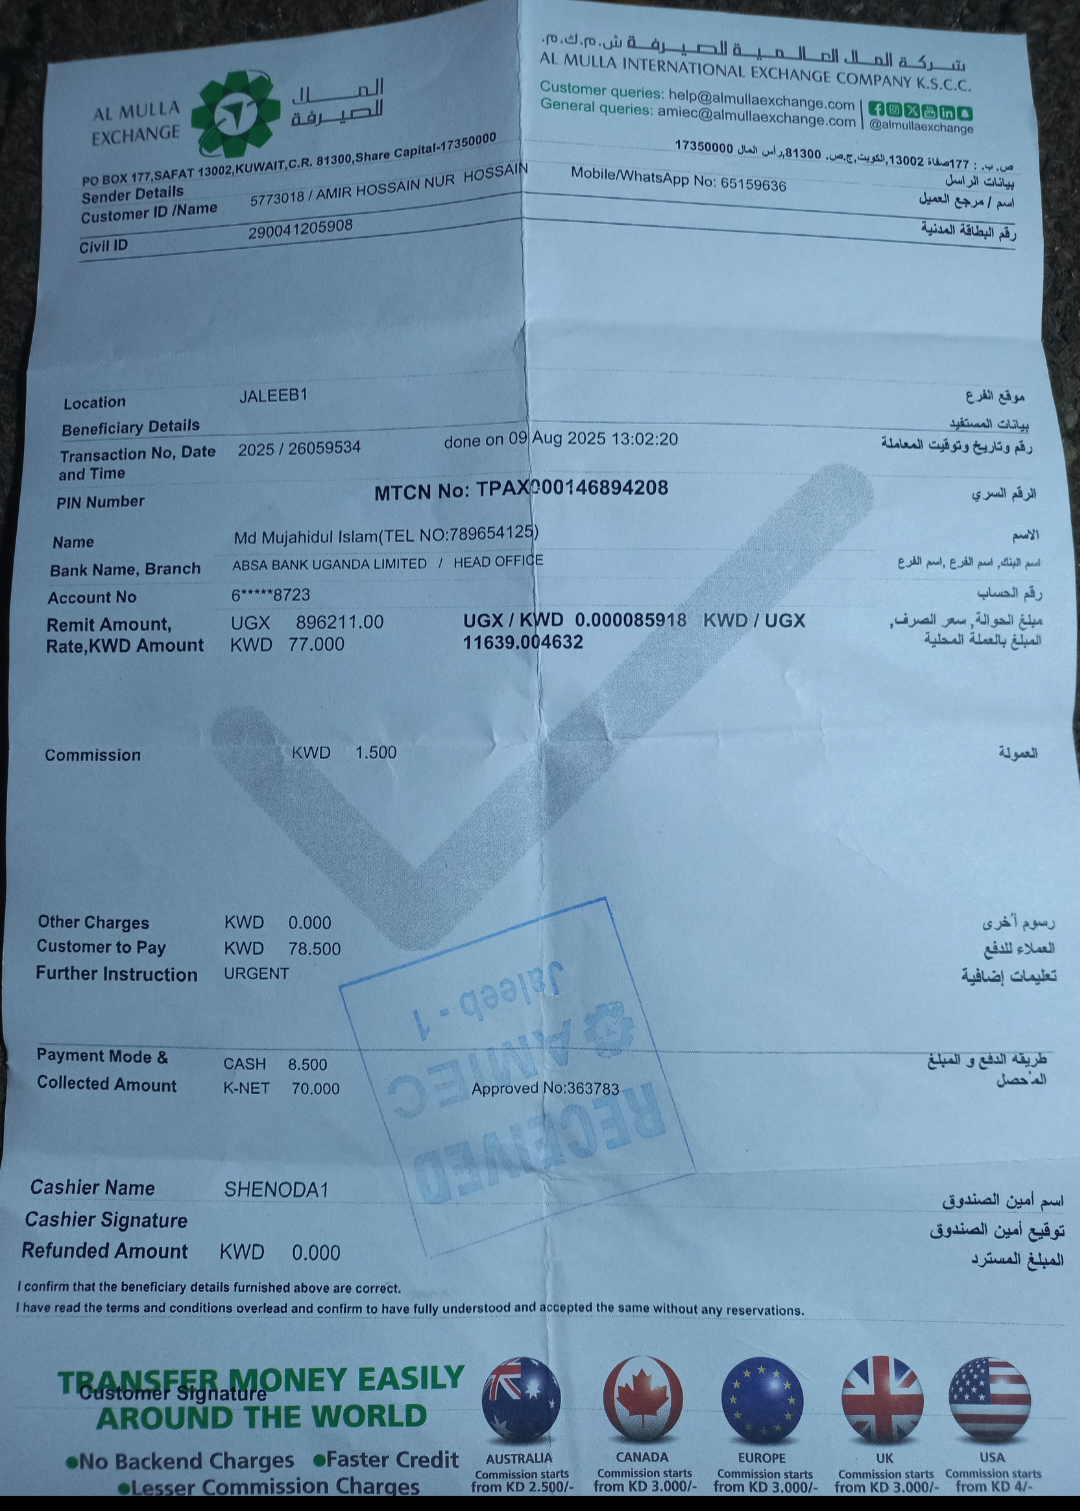 AL MULLA
EXCHANGE
المــلا
للصيرفة
شركة الملا العالمية للصيرفة ش.م.ك.م.
AL MULLA INTERNATIONAL EXCHANGE COMPANY K.S.C.C.
Customer queries: help@almullaexchange.com
General queries: amiec@almullaexchange.com
@almullaexchange
PO BOX 177,SAFAT 13002,KUWAIT,C.R. 81300,Share Capital-17350000
ص. ب. : 177صفاة 13002,الكويت,ج.ص. 81300,رأس المال 17350000
Sender Details بيانات الراسل
Customer ID /Name 5773018 / AMIR HOSSAIN NUR HOSSAIN Mobile/WhatsApp No: 65159636 اسم / مرجع العميل
Civil ID 290041205908 رقم البطاقة المدنية
Location JALEEB1 موقع الفرع
Beneficiary Details بيانات المستفيد
Transaction No, Date 2025 / 26059534 done on 09 Aug 2025 13:02:20 رقم وتاريخ وتوقيت المعاملة
and Time
PIN Number MTCN No: TPAX000146894208 الرقم السري
Name Md Mujahidul Islam(TEL NO:789654125) الاسم
Bank Name, Branch ABSA BANK UGANDA LIMITED / HEAD OFFICE اسم البنك, اسم الفرع ,اسم الفرع
Account No 6*****8723 رقم الحساب
Remit Amount, UGX 896211.00 UGX / KWD 0.000085918 KWD / UGX مبلغ الحوالة, سعر الصرف,
Rate,KWD Amount KWD 77.000 11639.004632 المبلغ بالعملة المحلية
Commission KWD 1.500 العمولة
Other Charges KWD 0.000 رسوم أخرى
Customer to Pay KWD 78.500 العملاء للدفع
Further Instruction URGENT تعليمات إضافية
Jaleeb - 1
AMIEC
RECEIVED
Payment Mode & CASH 8.500 طريقه الدفع و المبلغ
Collected Amount K-NET 70.000 Approved No:363783 المحصل
Cashier Name SHENODA1 اسم أمين الصندوق
Cashier Signature توقيع أمين الصندوق
Refunded Amount KWD 0.000 المبلغ المسترد
I confirm that the beneficiary details furnished above are correct.
I have read the terms and conditions overlead and confirm to have fully understood and accepted the same without any reservations.
TRANSFER MONEY EASILY
Customer Signature
AROUND THE WORLD
●No Backend Charges ●Faster Credit
●Lesser Commission Charges
AUSTRALIA
Commission starts
from KD 2.500/-
CANADA
Commission starts
from KD 3.000/-
EUROPE
Commission starts
from KD 3.000/-
UK
Commission starts
from KD 3.000/-
USA
Commission starts
from KD 4/-